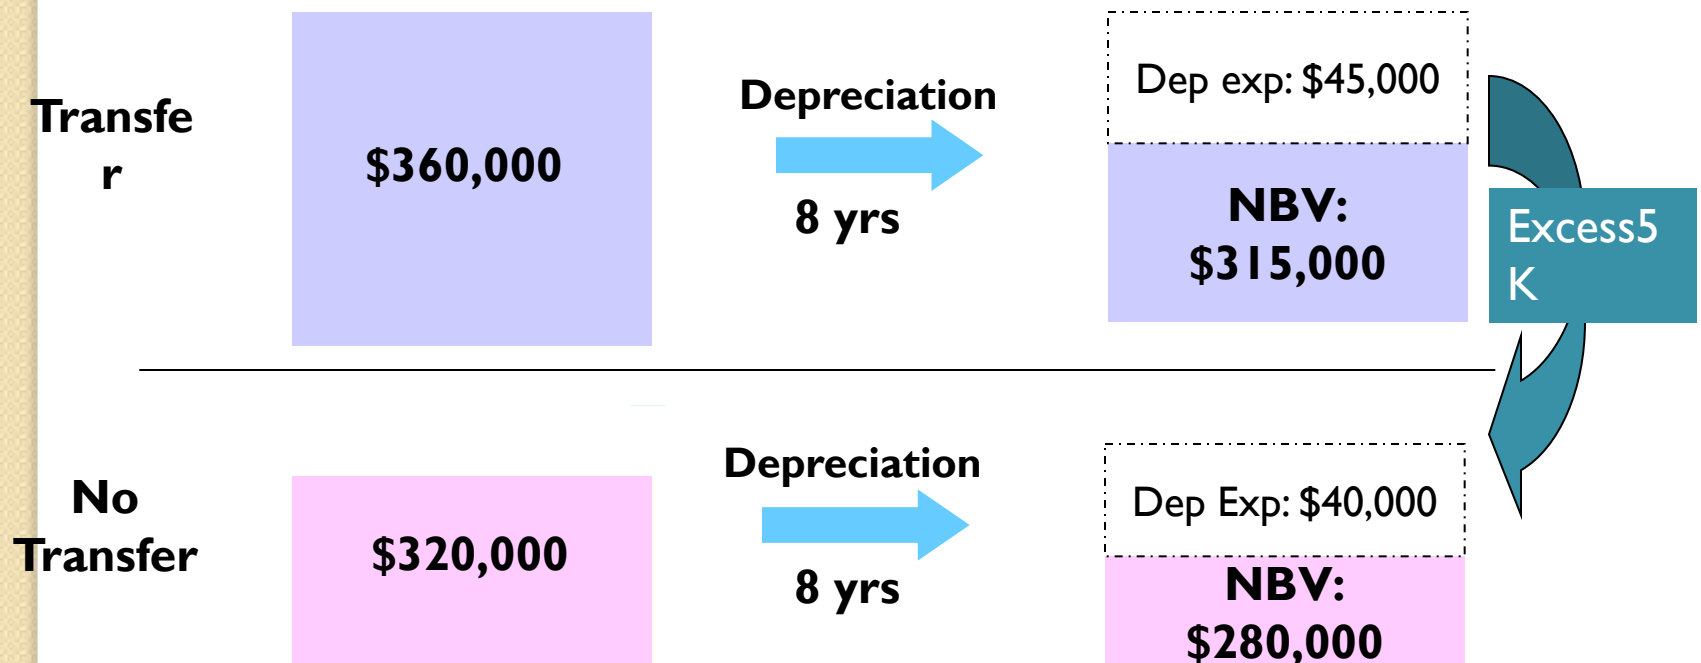 Transfe
r
$360,000
Depreciation
8 yrs
Dep exp: $45,000
NBV:
$315,000
Excess5
K
No
Transfer
$320,000
Depreciation
8 yrs
Dep Exp: $40,000
NBV:
$280,000